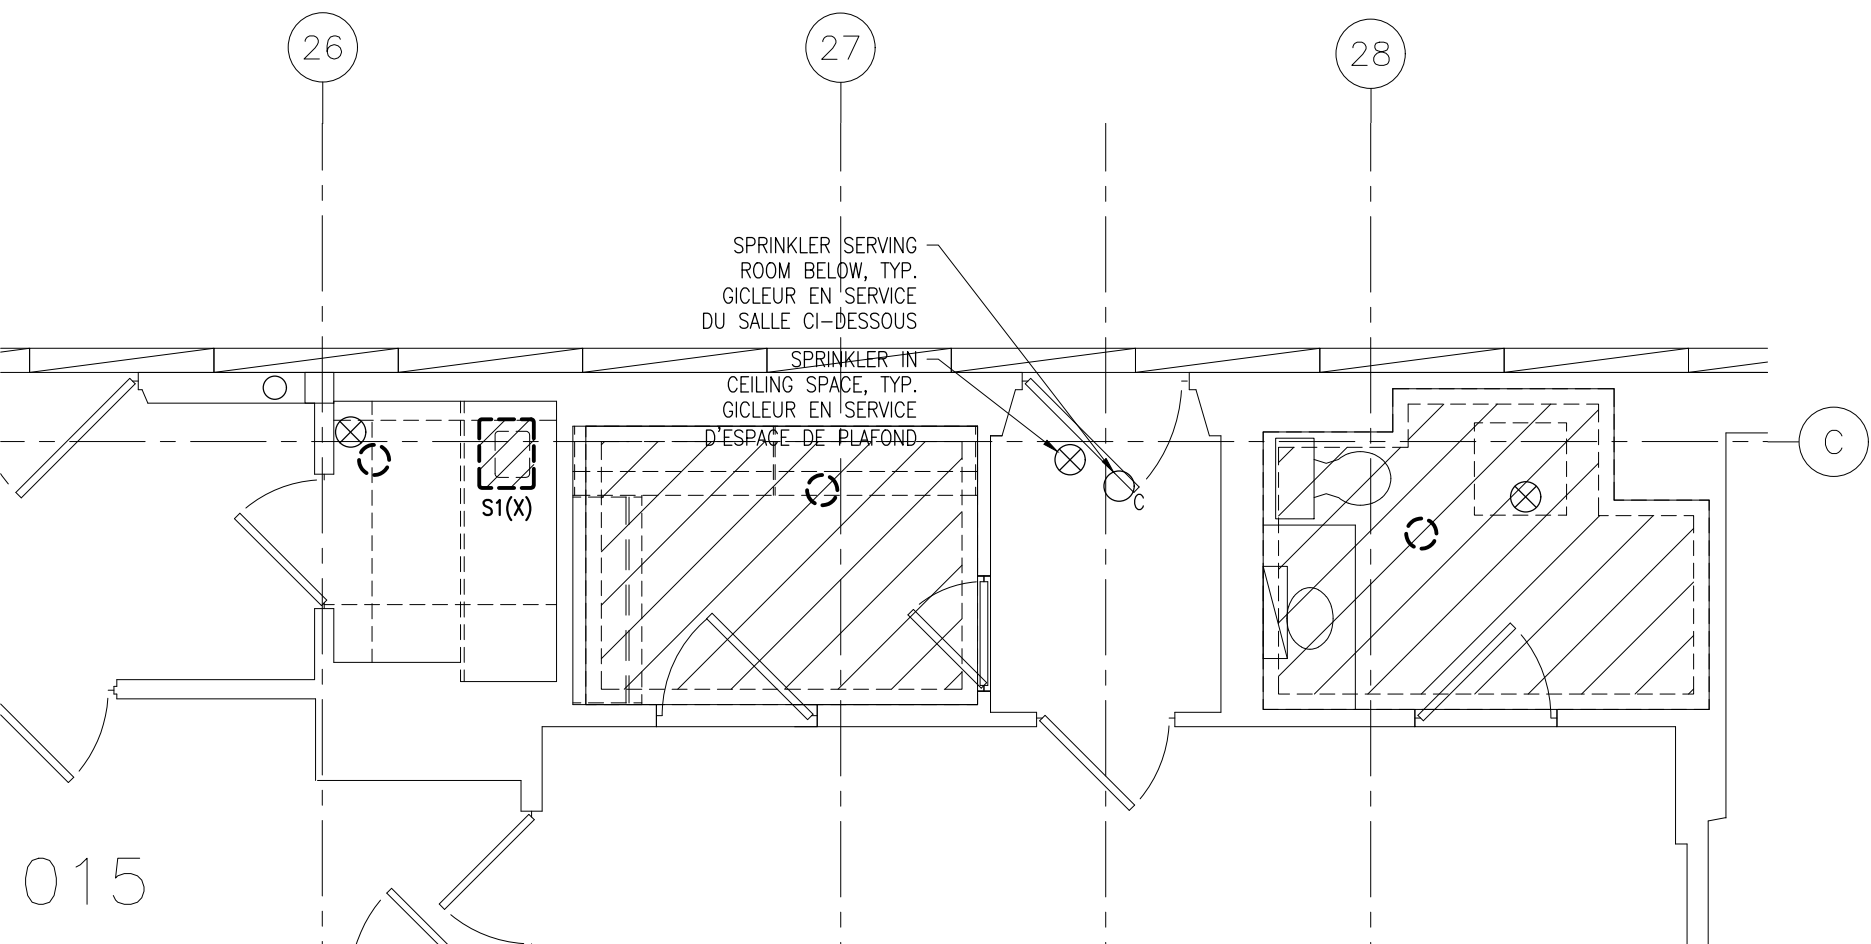 26
27
28
SPRINKLER SERVING
ROOM BELOW, TYP.
GICLEUR EN SERVICE
DU SALLE CI-DESSOUS
SPRINKLER IN
CEILING SPACE, TYP.
GICLEUR EN SERVICE
D'ESPACE DE PLAFOND
C
C
S1(X)
015